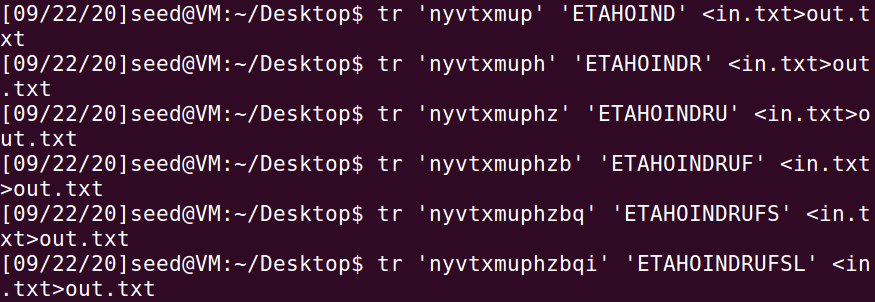 [09/22/20]seed@VM:~/Desktop$ tr 'nyvtxmup' 'ETAHOIND' <in.txt>out.t
xt
[09/22/20]seed@VM:~/Desktop$ tr 'nyvtxmuph' 'ETAHOINDR' <in.txt>out
.txt
[09/22/20]seed@VM:~/Desktop$ tr 'nyvtxmuphz' 'ETAHOINDRU' <in.txt>o
ut.txt
[09/22/20]seed@VM:~/Desktop$ tr 'nyvtxmuphzb' 'ETAHOINDRUF' <in.txt
>out.txt
[09/22/20]seed@VM:~/Desktop$ tr 'nyvtxmuphzbq' 'ETAHOINDRUFS' <in.t
xt>out.txt
[09/22/20]seed@VM:~/Desktop$ tr 'nyvtxmuphzbqi' 'ETAHOINDRUFSL' <in
.txt>out.txt